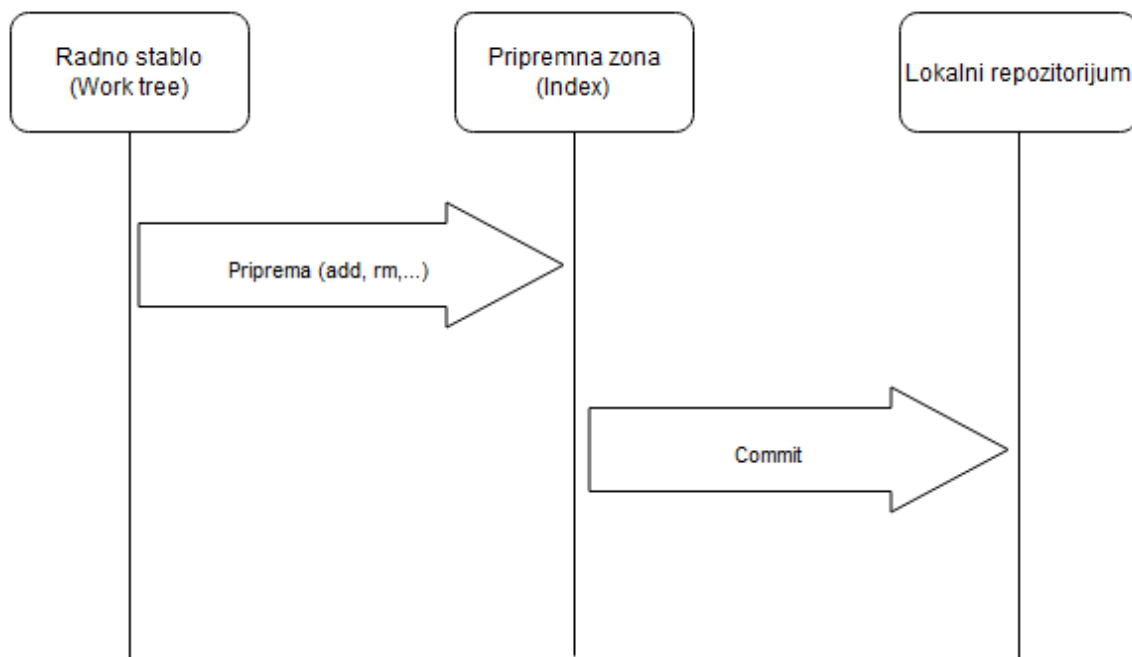 Radno stablo
(Work tree)
Pripremna zona
(Index)
Lokalni repozitorijum
Priprema (add, rm,...)
Commit